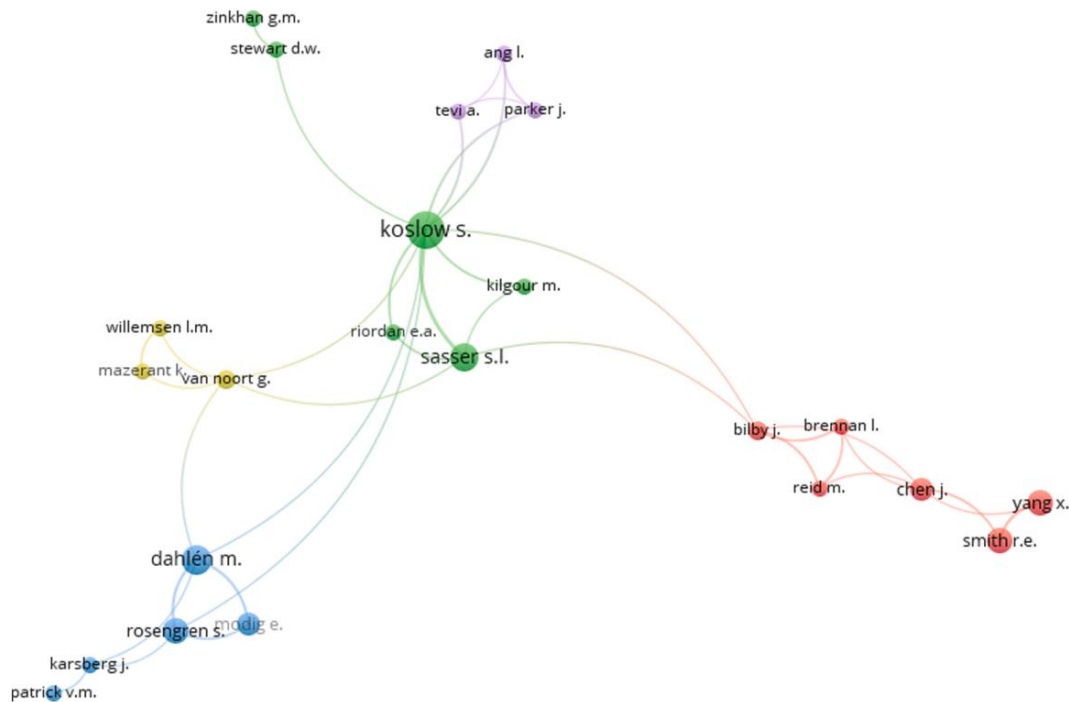 zinkhan g.m.
stewart d.w.
ang l.
tevi a.
parker j.
koslow s.
kilgour m.
willemsen l.m.
riordan e.a.
sasser s.l.
mazerant k.
van noort g.
bilby j.
brennan l.
reid m.
chen j.
yang x.
smith r.e.
dahlén m.
rosengren s.
modig e.
karsberg j.
patrick v.m.